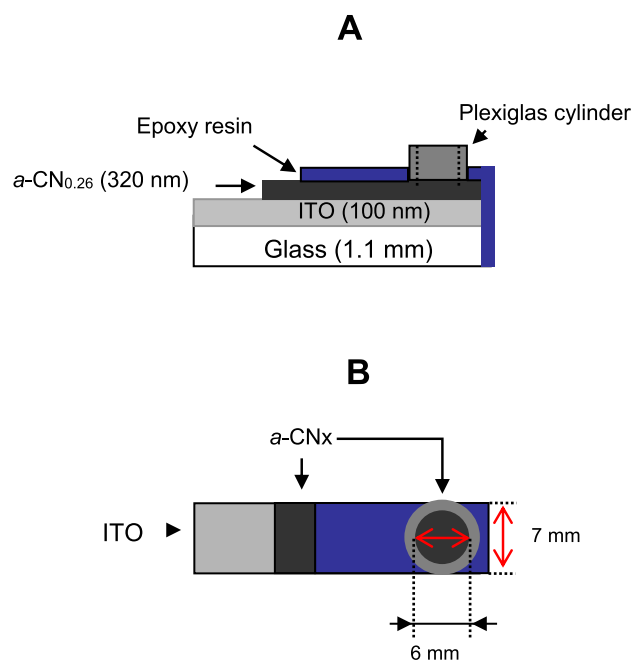 A
Plexiglas cylinder
Epoxy resin
a-CN0.26 (320 nm)
ITO (100 nm)
Glass (1.1 mm)
B
a-CNx
ITO
7 mm
6 mm